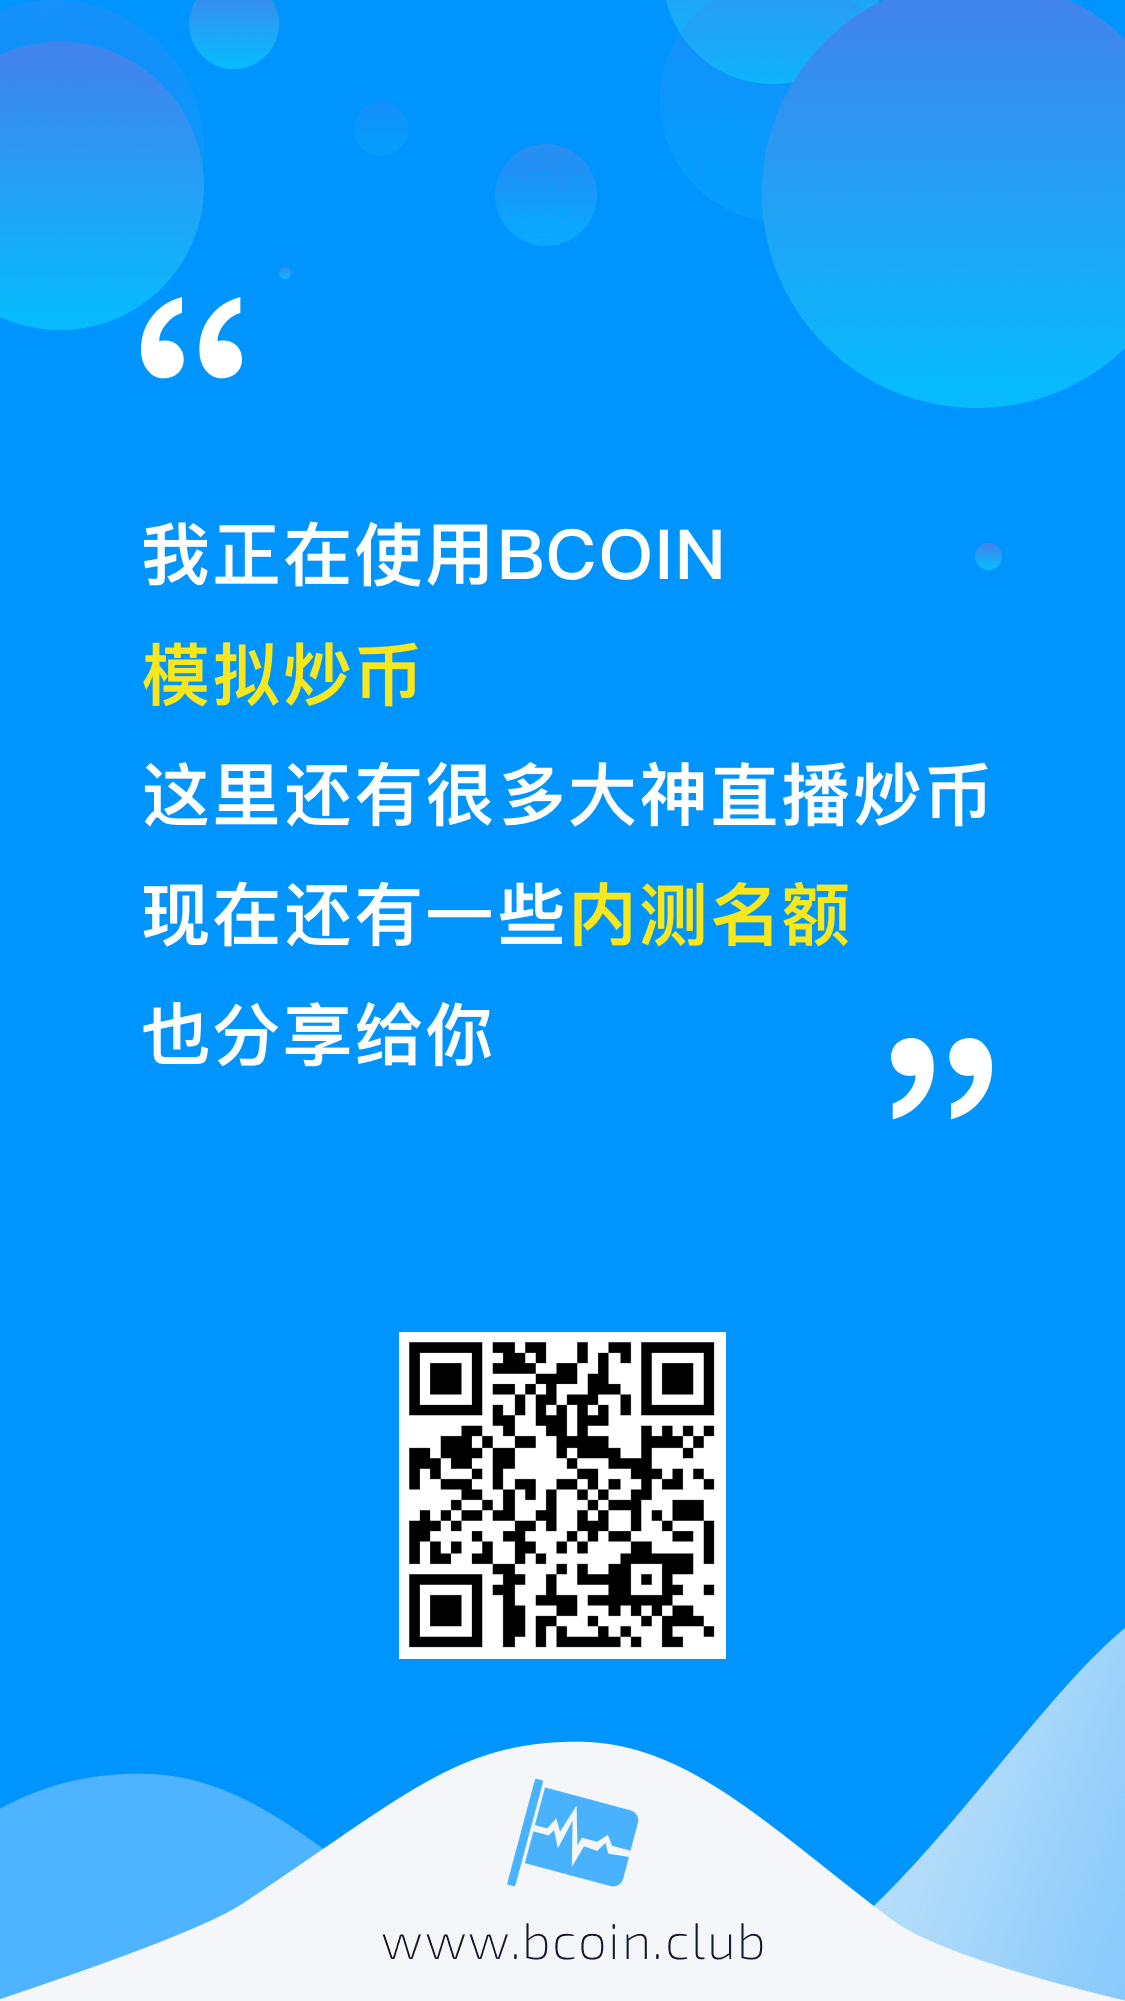 “
我正在使用BCOIN
模拟炒币
这里还有很多大神直播炒币
现在还有一些内测名额
也分享给你
”
www.bcoin.club